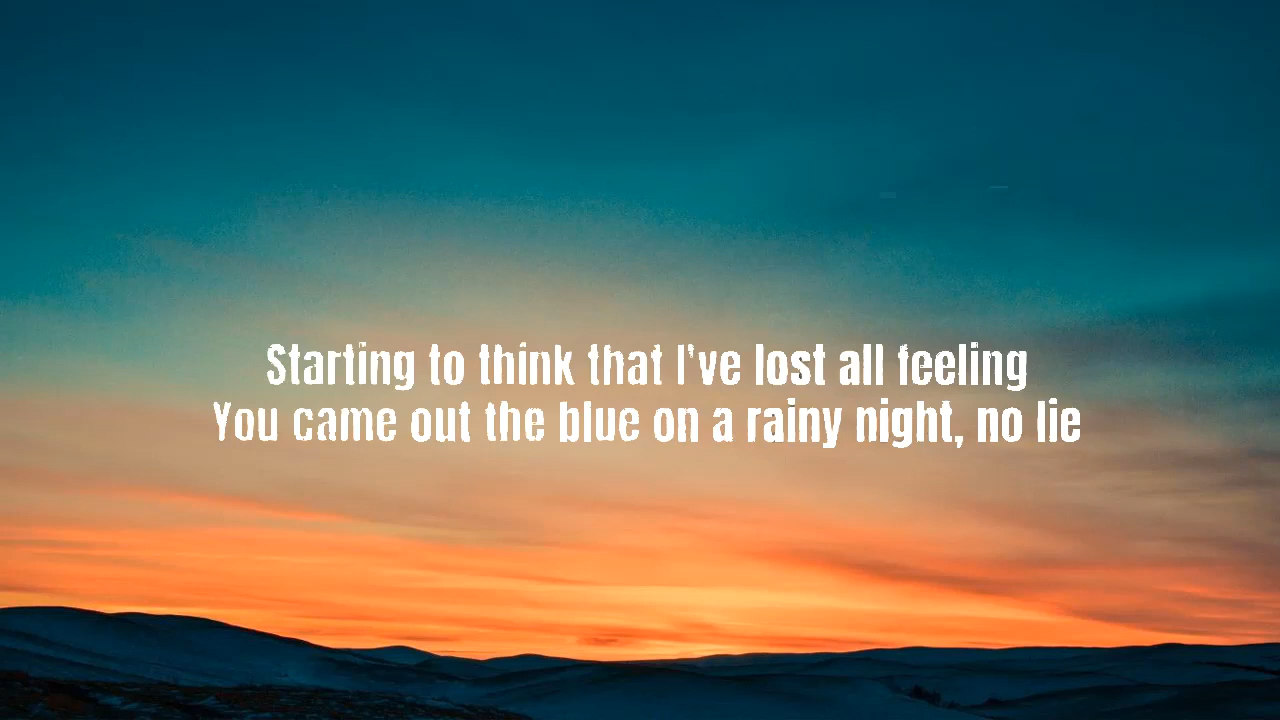 Starting to think that I've lost all feeling
You came out the blue on a rainy night, no lie